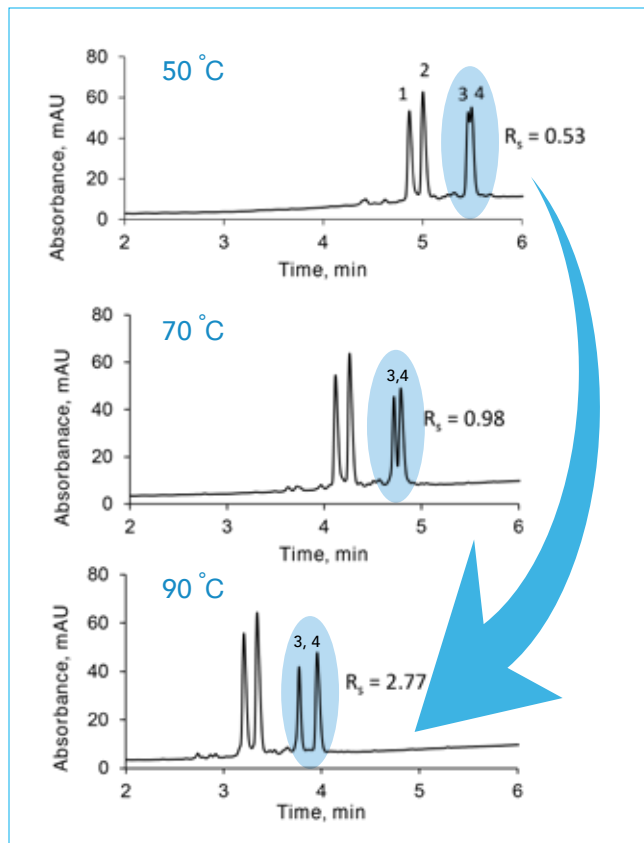 50 °C
80
60
40
20
0
Absorbance, mAU
1
2
3 4
Rs = 0.53
2 3 4 5 6
Time, min
70 °C
80
60
40
20
0
Absorbanace, mAU
3,4
Rs = 0.98
2 3 4 5 6
Time, min
90 °C
80
60
40
20
0
Absorbance, mAU
3, 4
Rs = 2.77
2 3 4 5 6
Time, min